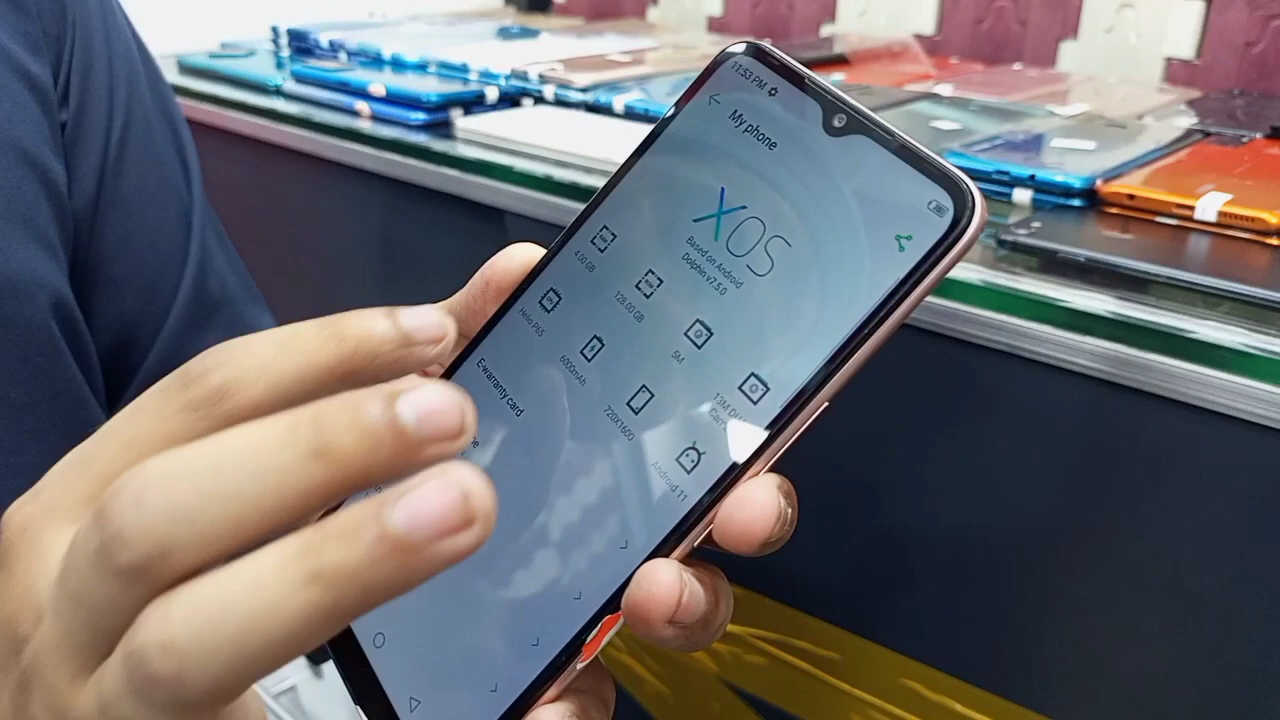 11:53 PM
My phone
XOS
Based on Android
Dolphin v7.5.0
4.00 GB
128.00 GB
5M
13M
Helio P65
6000mAh
720X1600
Android 11
E-warranty card